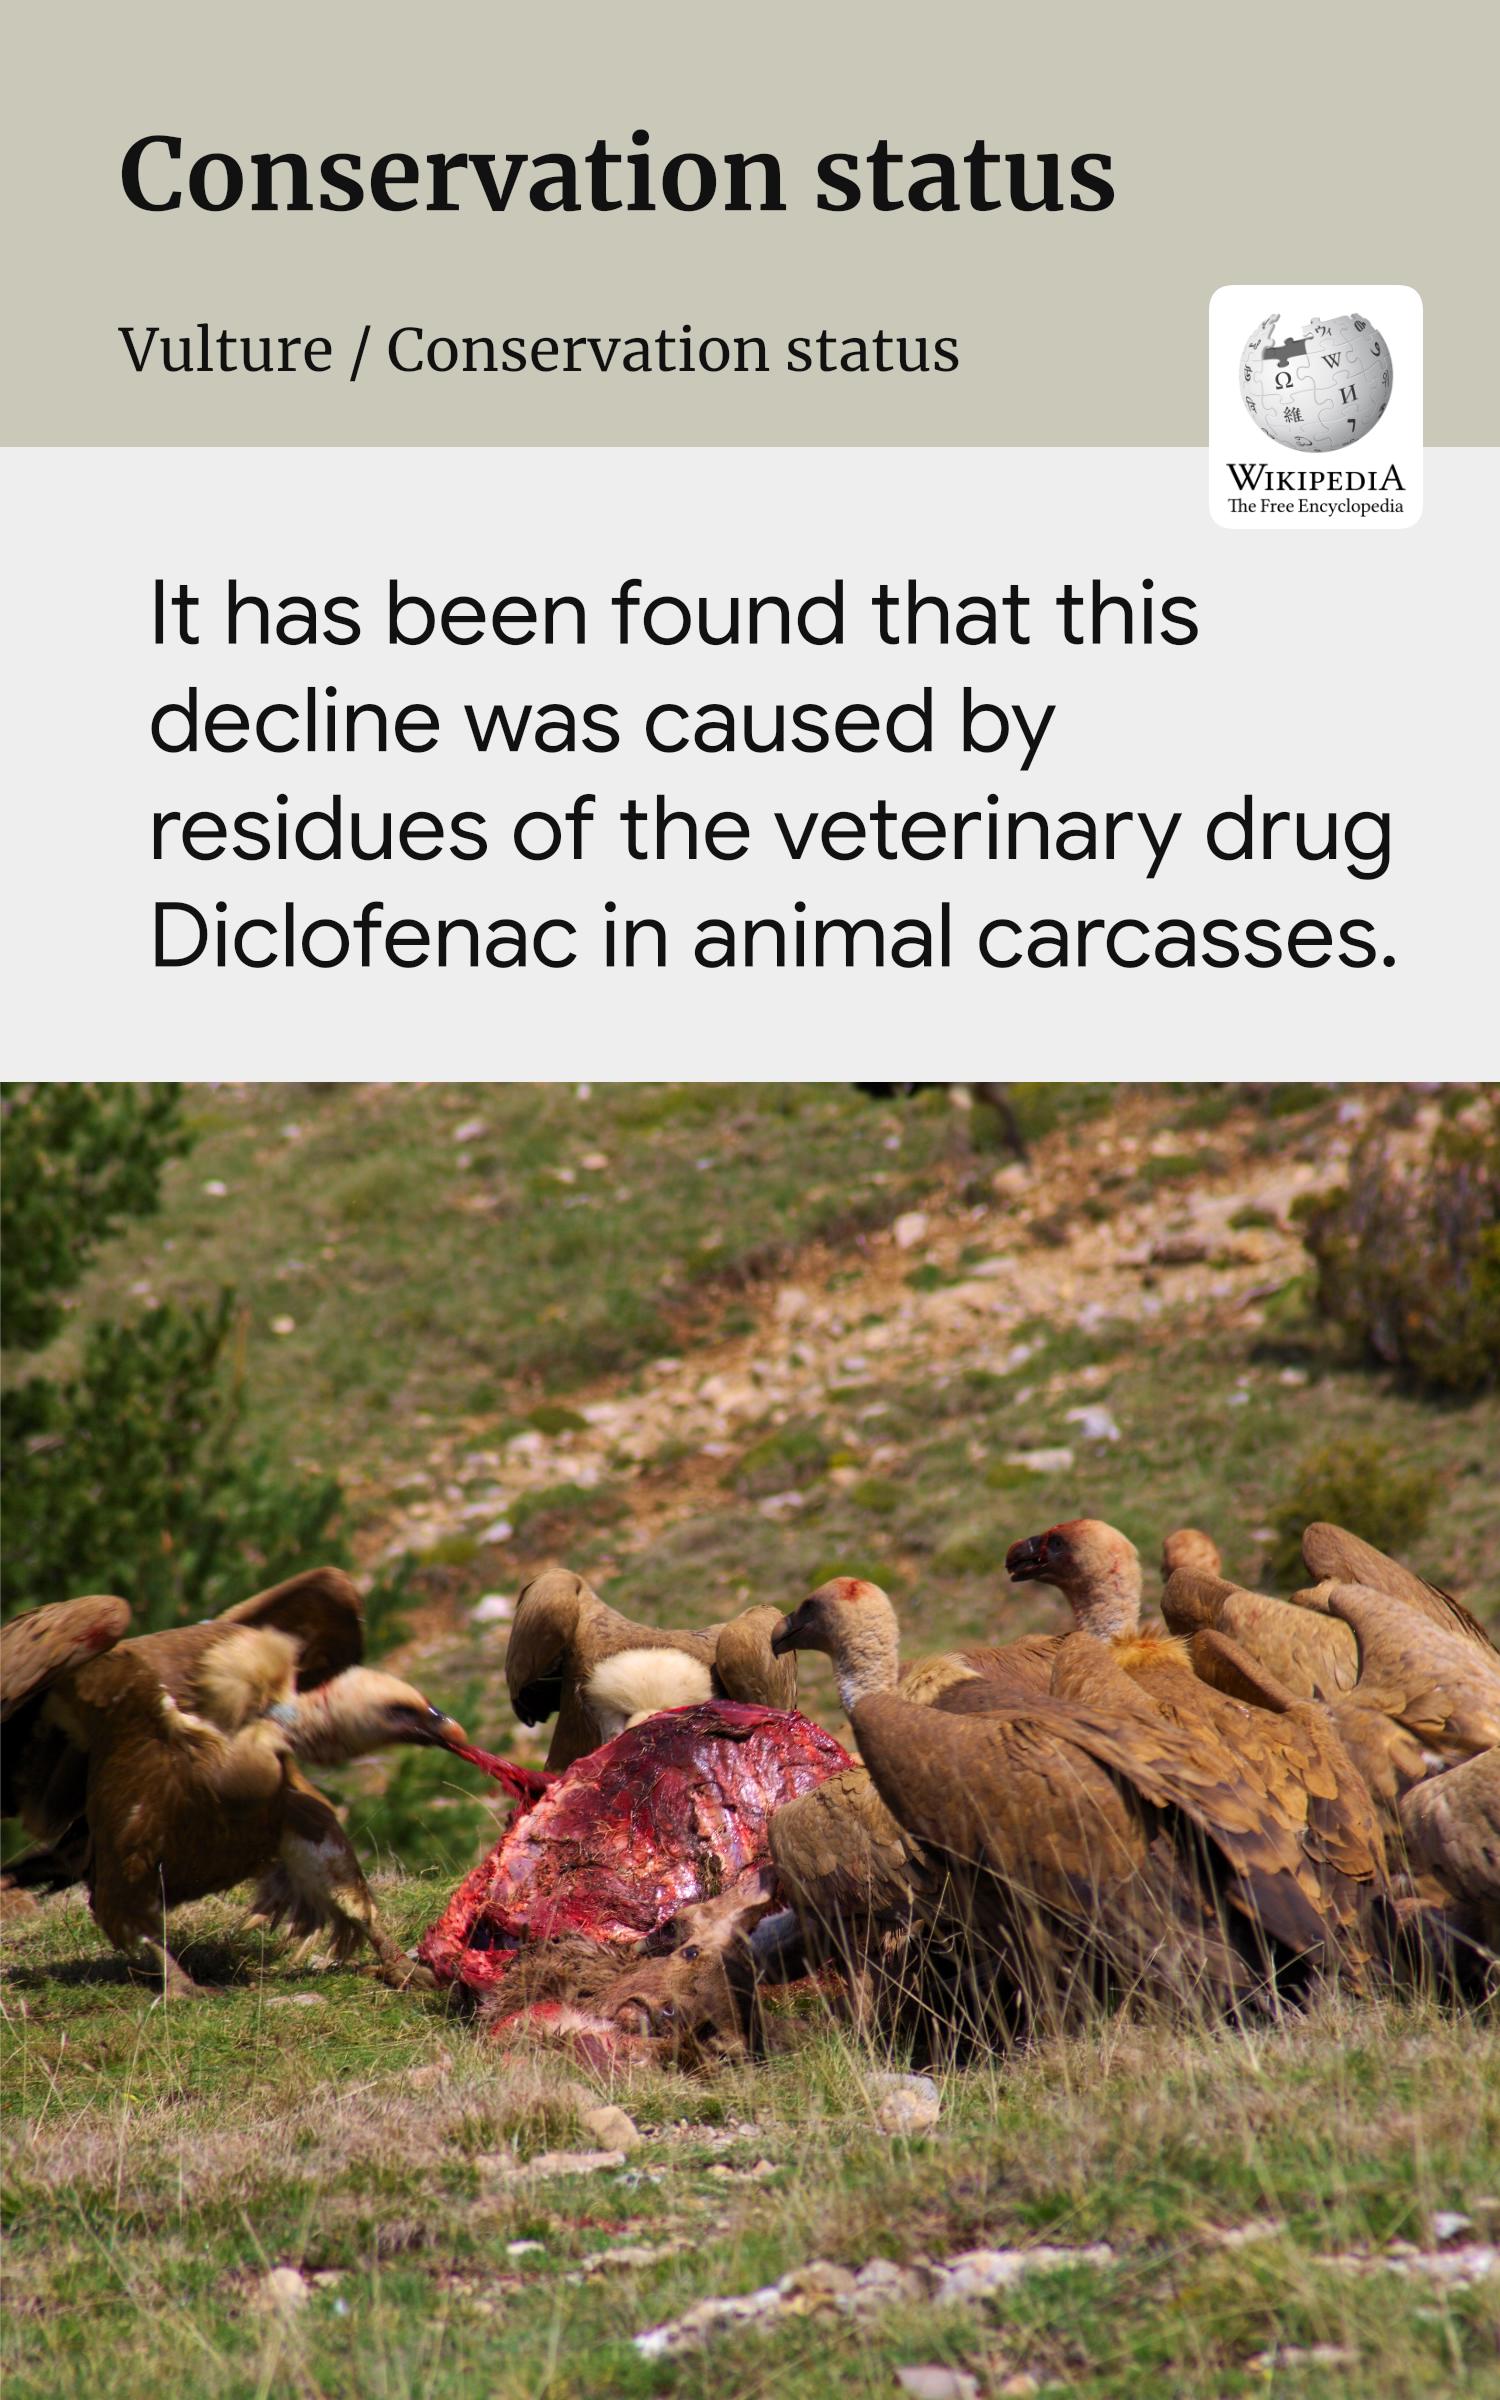 Conservation status
Vulture / Conservation status
Ω
W
И
維
WIKIPEDIA
The Free Encyclopedia
It has been found that this
decline was caused by
residues of the veterinary drug
Diclofenac in animal carcasses.